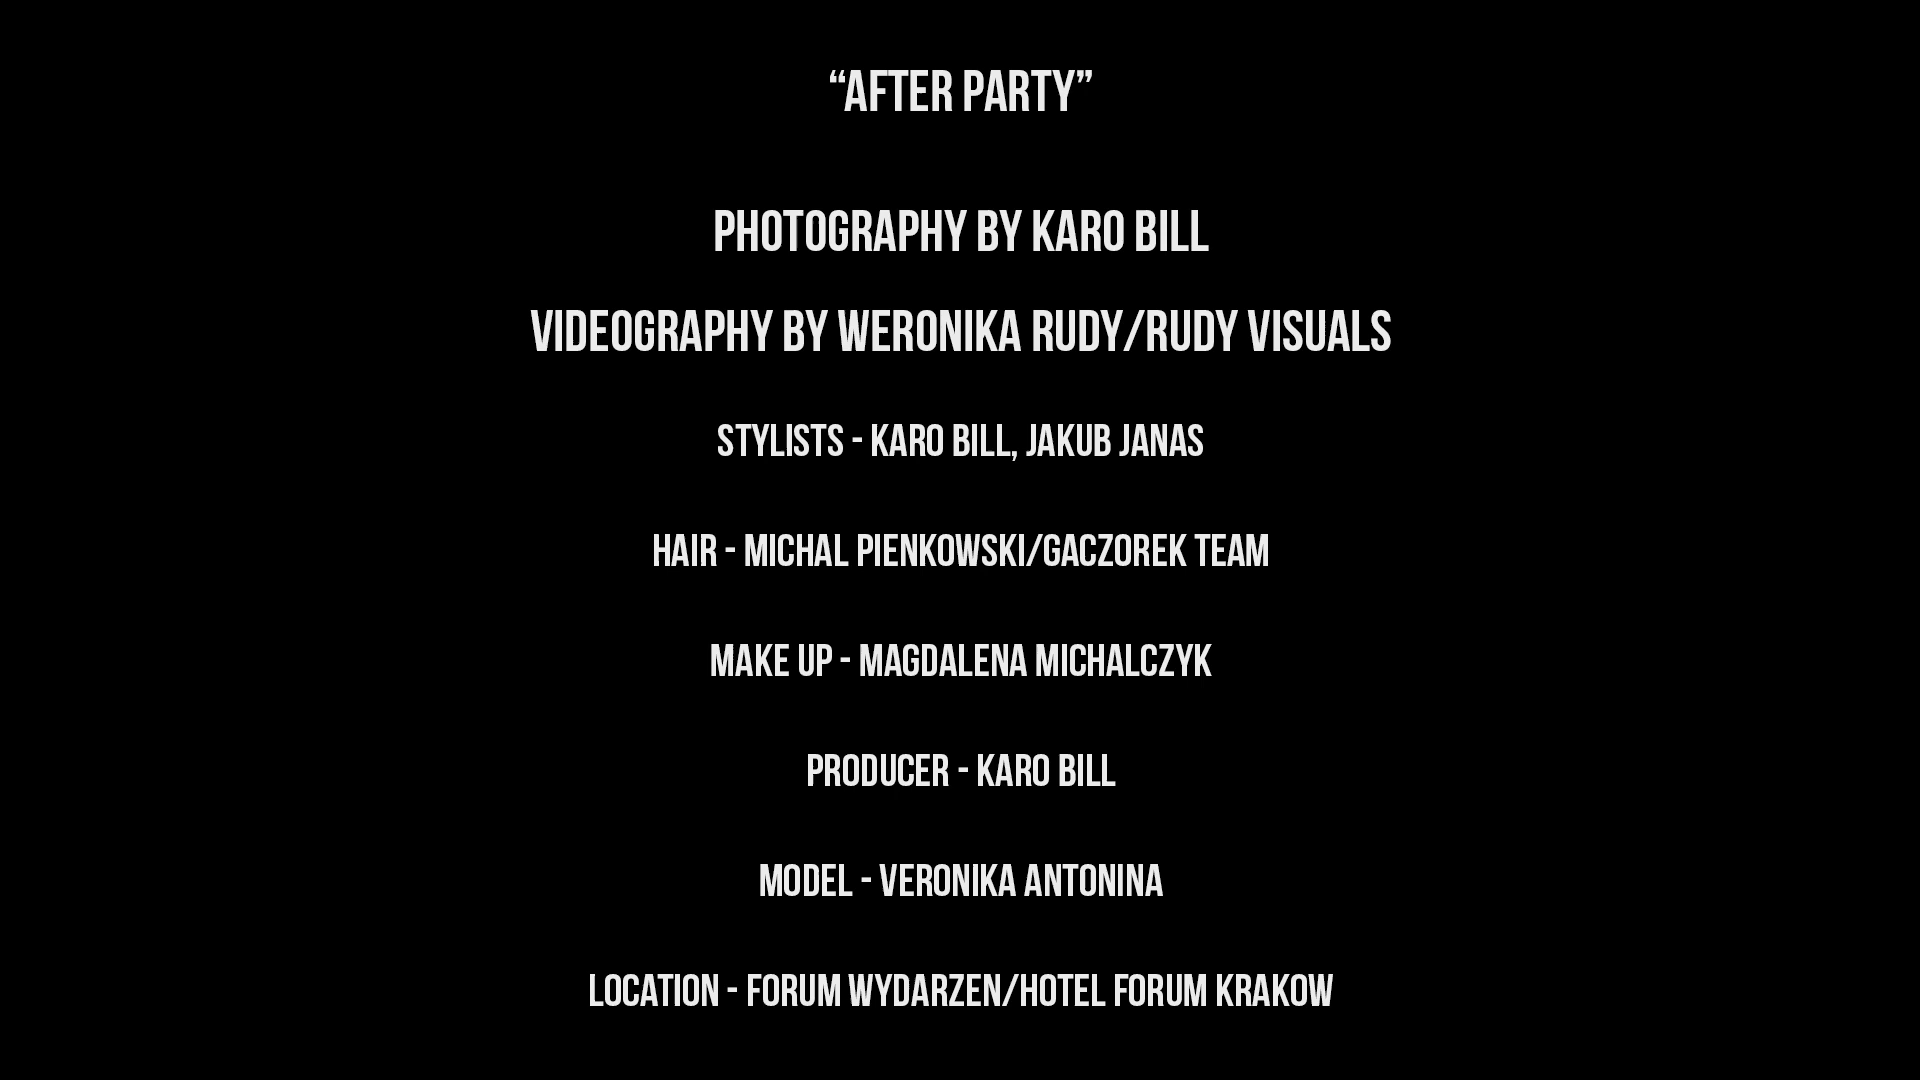 “AFTER PARTY”
PHOTOGRAPHY BY KARO BILL
VIDEOGRAPHY BY WERONIKA RUDY/RUDY VISUALS
STYLISTS - KARO BILL, JAKUB JANAS
HAIR - MICHAL PIENKOWSKI/GACZOREK TEAM
MAKE UP - MAGDALENA MICHALCZYK
PRODUCER - KARO BILL
MODEL - VERONIKA ANTONINA
LOCATION - FORUM WYDARZEN/HOTEL FORUM KRAKOW